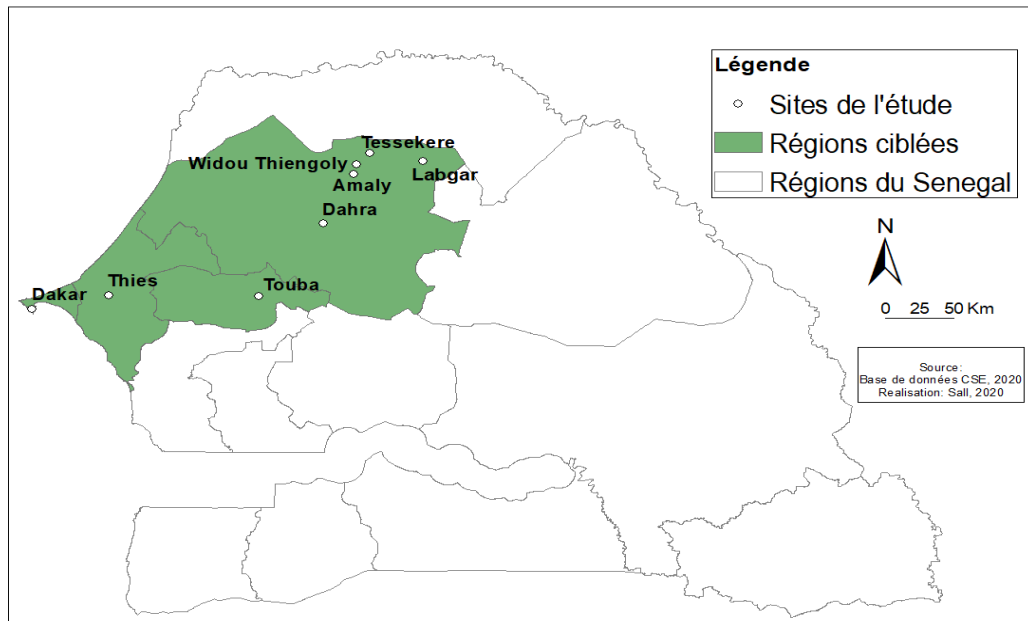 Légende
Sites de l'étude
Régions ciblées
Régions du Senegal
Tessekere
Widou Thiengoly
Labgar
Amaly
Dahra
Thies
Touba
Dakar
N
0 25 50 Km
Source:
Base de données CSE, 2020
Realisation: Sall, 2020